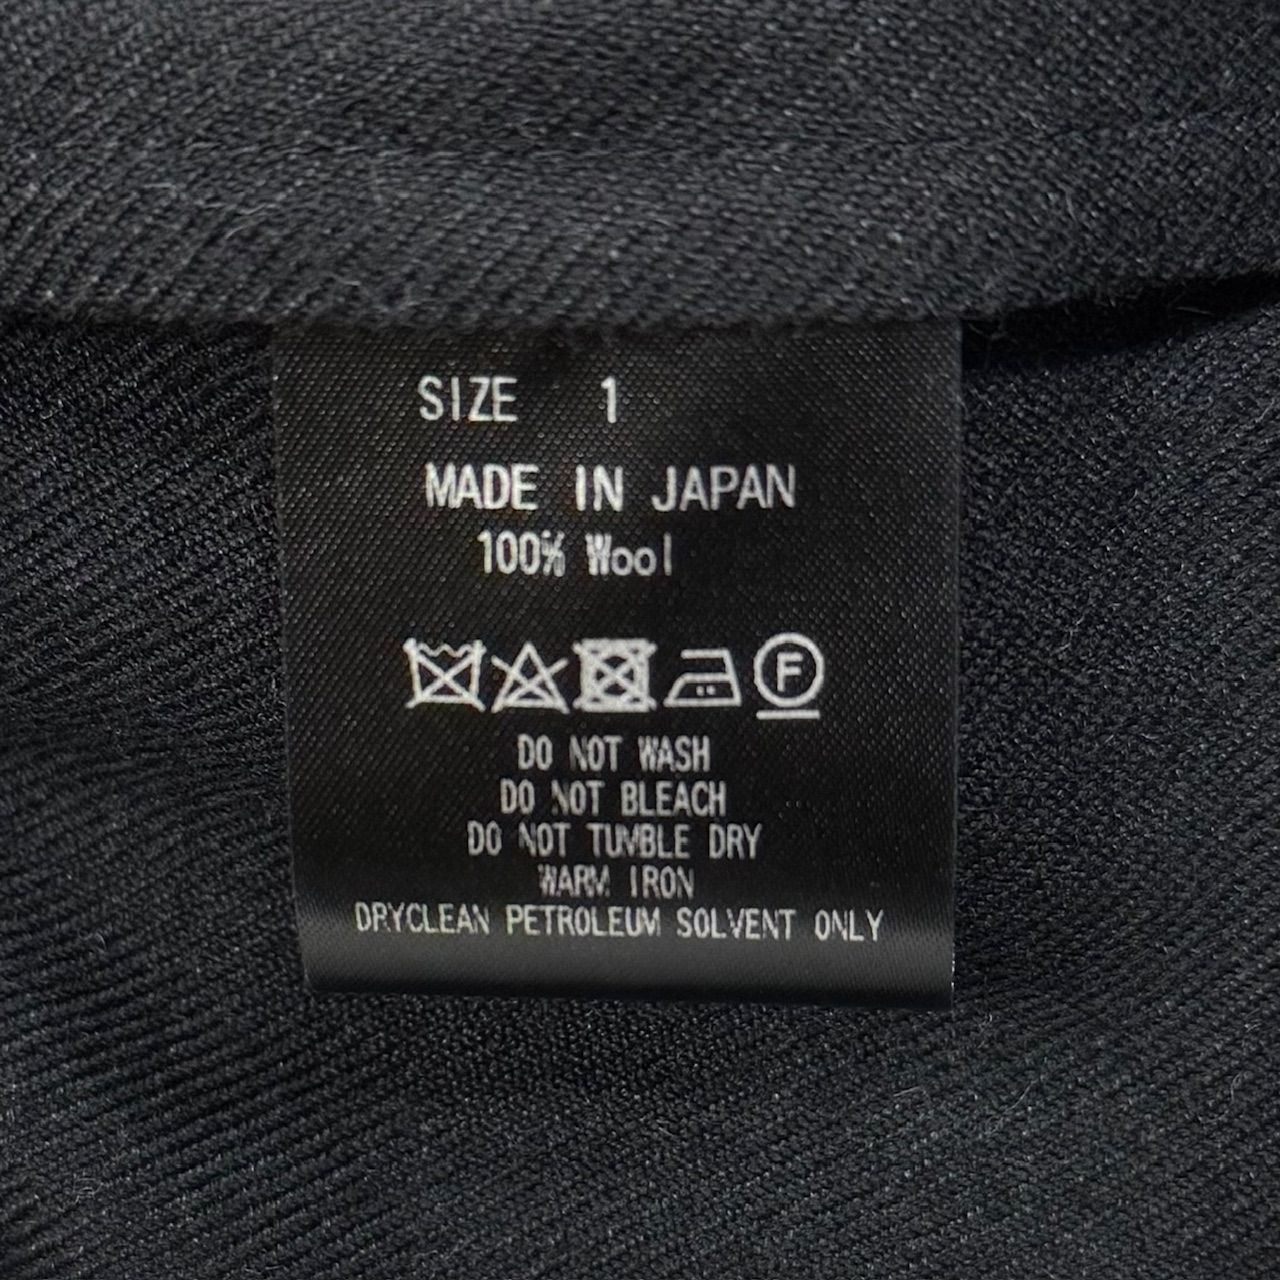 SIZE 1
MADE IN JAPAN
100% Wool
F
DO NOT WASH
DO NOT BLEACH
DO NOT TUMBLE DRY
WARM IRON
DRYCLEAN PETROLEUM SOLVENT ONLY